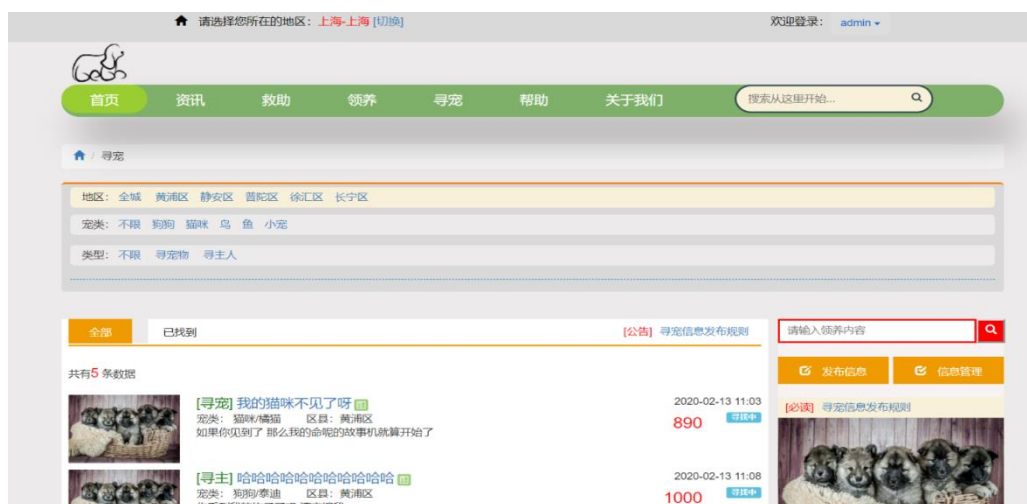 请选择您所在的地区：上海-上海 [切换] 欢迎登录： admin
首页 资讯 救助 领养 寻宠 帮助 关于我们 搜索从这里开始...
/ 寻宠
地区： 全城 黄浦区 静安区 普陀区 徐汇区 长宁区
宠类： 不限 狗狗 猫咪 鸟 鱼 小宠
类型： 不限 寻宠物 寻主人
全部 已找到 [公告] 寻宠信息发布规则 请输入领养内容
共有5 条数据 发布信息 信息管理
[寻宠] 我的猫咪不见了呀 2020-02-13 11:03 [必读] 寻宠信息发布规则
宠类： 猫咪/橘猫 区县： 黄浦区 890 寻找中
如果你见到了 那么我的命呢的故事机就算开始了
[寻主] 哈哈哈哈哈哈哈哈哈哈哈 2020-02-13 11:08
宠类： 狗狗/泰迪 区县： 黄浦区 1000 寻找中